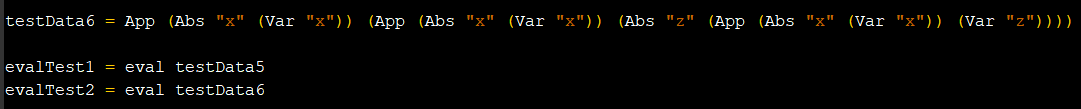 testData6 = App (Abs "x" (Var "x")) (App (Abs "x" (Var "x")) (Abs "z" (App (Abs "x" (Var "x")) (Var "z"))))
evalTest1 = eval testData5
evalTest2 = eval testData6